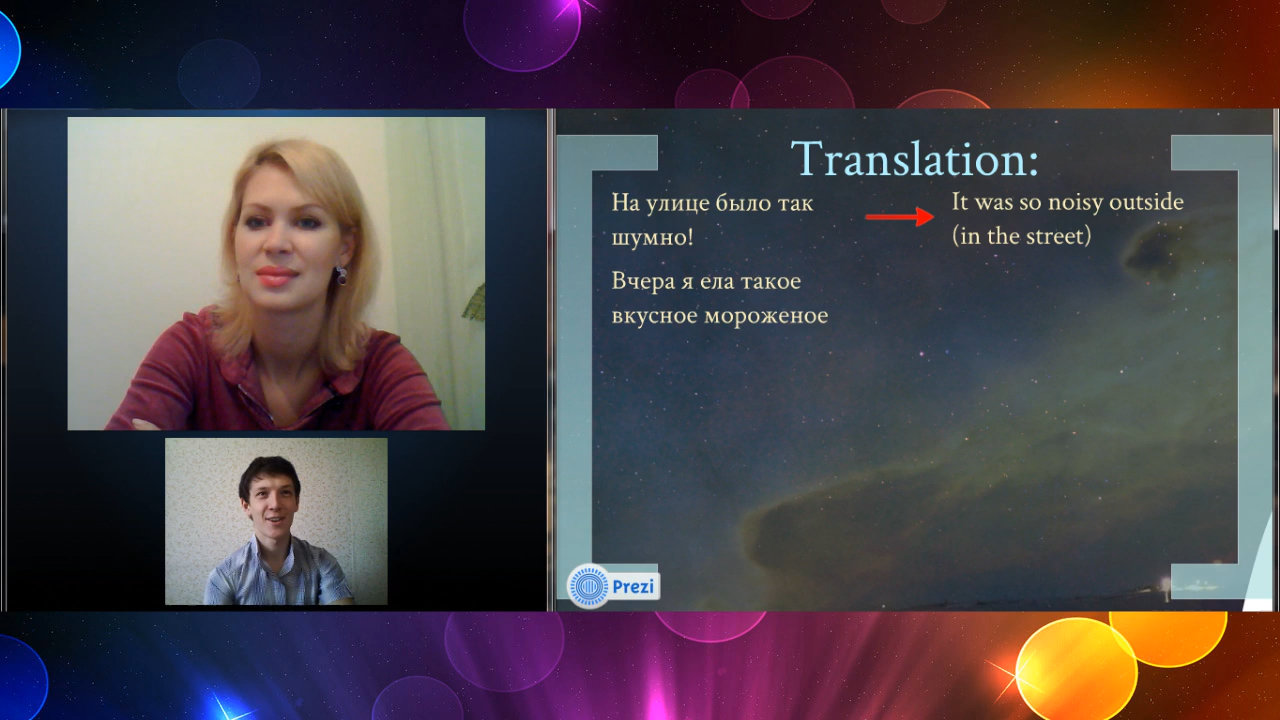 Translation:
На улице было так
шумно!
It was so noisy outside
(in the street)
Вчера я ела такое
вкусное мороженое
Prezi